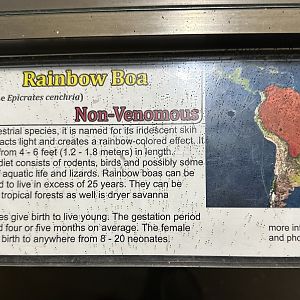 Rainbow Boa
e Epicrates cenchria)
Non-Venomous
estrial species, it is named for its iridescent skin
acts light and creates a rainbow-colored effect. It
from 4 - 6 feet (1.2 - 1.8 meters) in length.
diet consists of rodents, birds and possibly some
of aquatic life and lizards. Rainbow boas can be
d to live in excess of 25 years. They can be
tropical forests as well is dryer savanna
es give birth to live young. The gestation period
d four or five months on average. The female
birth to anywhere from 8 - 20 neonates.
more inf
and pho